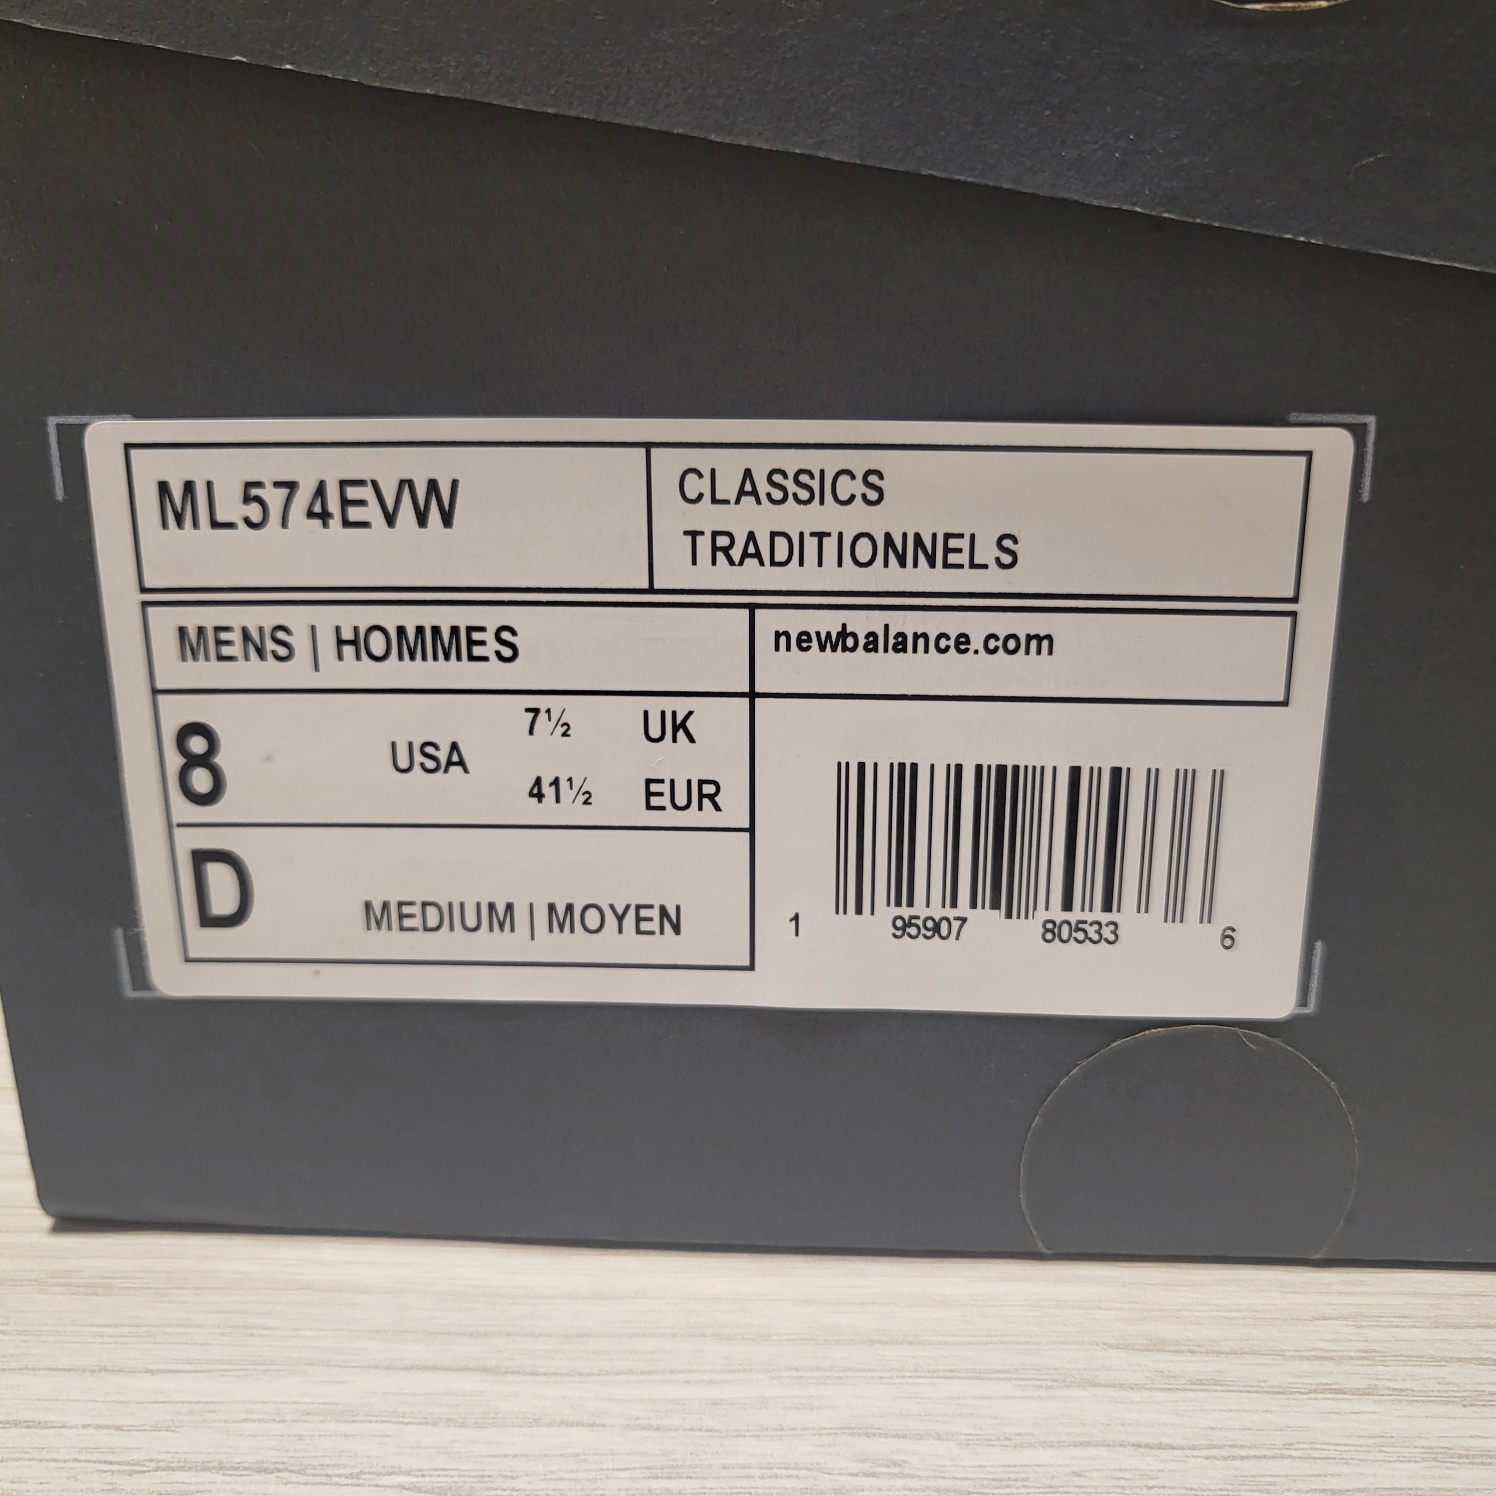 ML574EVW
CLASSICS
TRADITIONNELS
MENS | HOMMES
newbalance.com
8 USA 7½ UK
41½ EUR
D MEDIUM | MOYEN
1 95907 80533 6